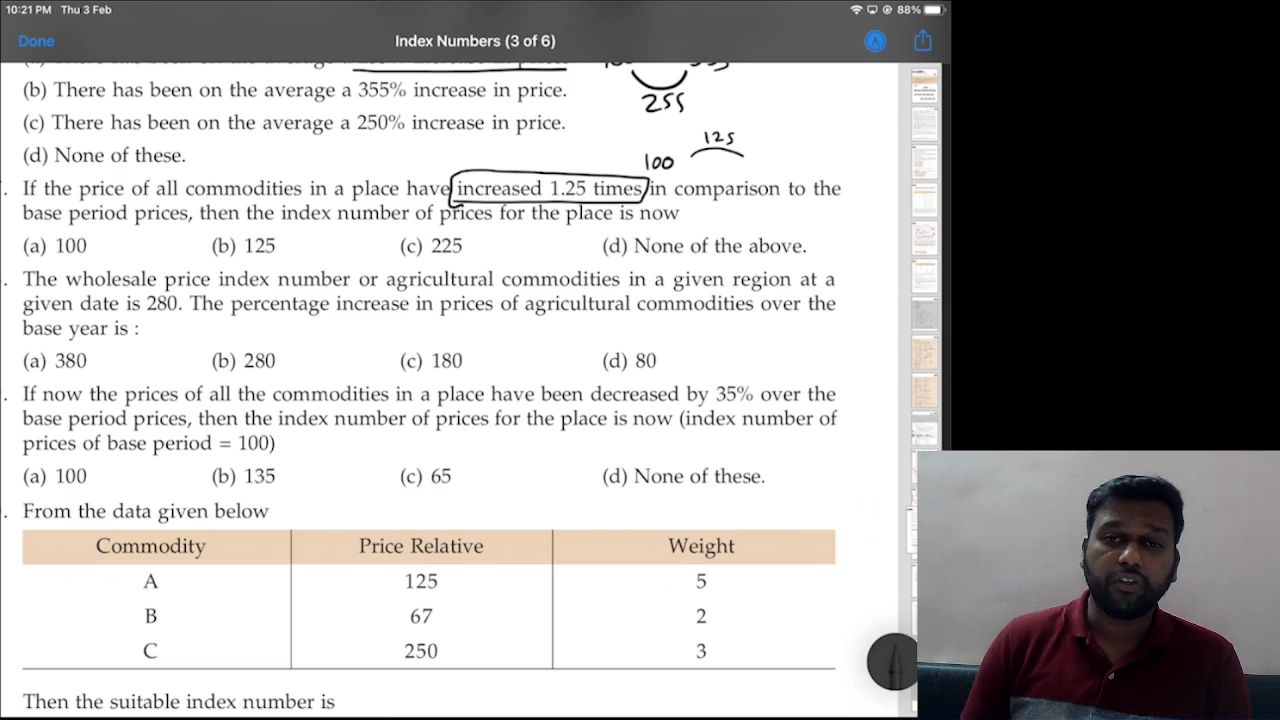 10:21 PM Thu 3 Feb 88%
Done Index Numbers (3 of 6)
(b) There has been on the average a 355% increase in price. 255
(c) There has been on the average a 250% increase in price.
125
(d) None of these. 100
. If the price of all commodities in a place have increased 1.25 times in comparison to the
base period prices, then the index number of prices for the place is now
(a) 100 (b) 125 (c) 225 (d) None of the above.
. The wholesale price index number or agricultural commodities in a given region at a
given date is 280. The percentage increase in prices of agricultural commodities over the
base year is :
(a) 380 (b) 280 (c) 180 (d) 80
. If now the prices of all the commodities in a place have been decreased by 35% over the
base period prices, then the index number of prices for the place is now (index number of
prices of base period = 100)
(a) 100 (b) 135 (c) 65 (d) None of these.
. From the data given below
Commodity Price Relative Weight
A 125 5
B 67 2
C 250 3
Then the suitable index number is